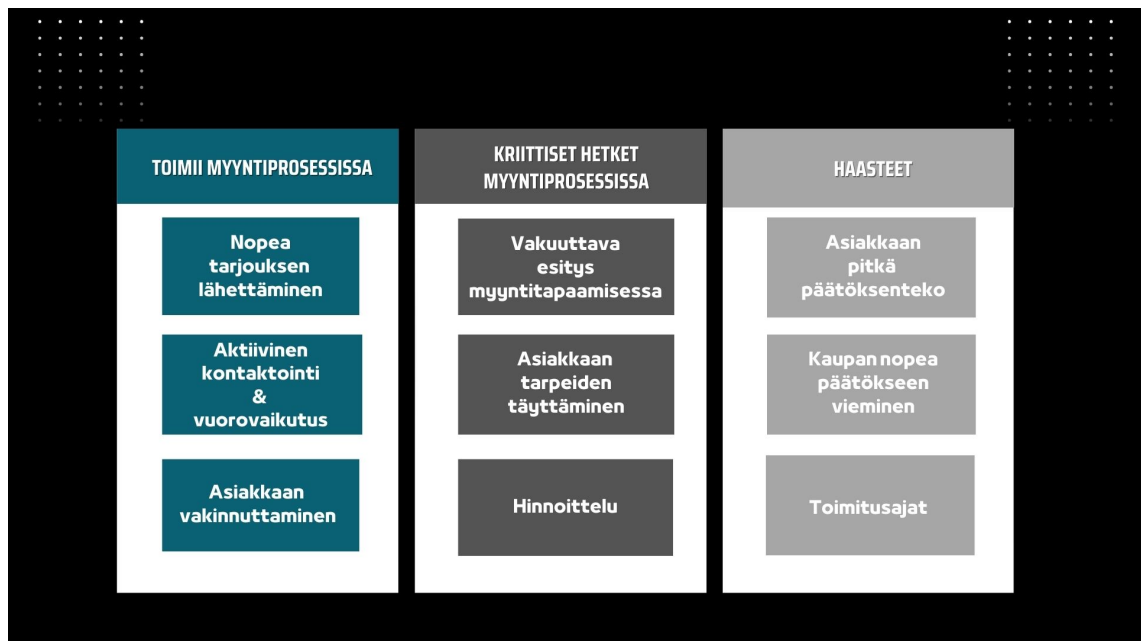 TOIMII MYYNTIPROSESSISSA
Nopea
tarjouksen
lähettäminen
Aktiivinen
kontaktointi
&
vuorovaikutus
Asiakkaan
vakinnuttaminen
KRIITTISET HETKET
MYYNTIPROSESSISSA
Vakuuttava
esitys
myyntitapaamisessa
Asiakkaan
tarpeiden
täyttäminen
Hinnoittelu
HAASTEET
Asiakkaan
pitkä
päätöksenteko
Kaupan nopea
päätökseen
vieminen
Toimitusajat